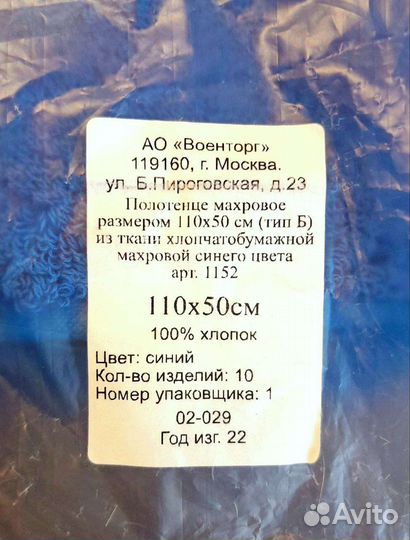 АО «Военторг»
119160, г. Москва.
ул. Б.Пироговская, д.23
Полотенце махровое
размером 110х50 см (тип Б)
из ткани хлопчатобумажной
махровой синего цвета
арт. 1152
110х50см
100% хлопок
Цвет: синий
Кол-во изделий: 10
Номер упаковщика: 1
02-029
Год изг. 22
Avito